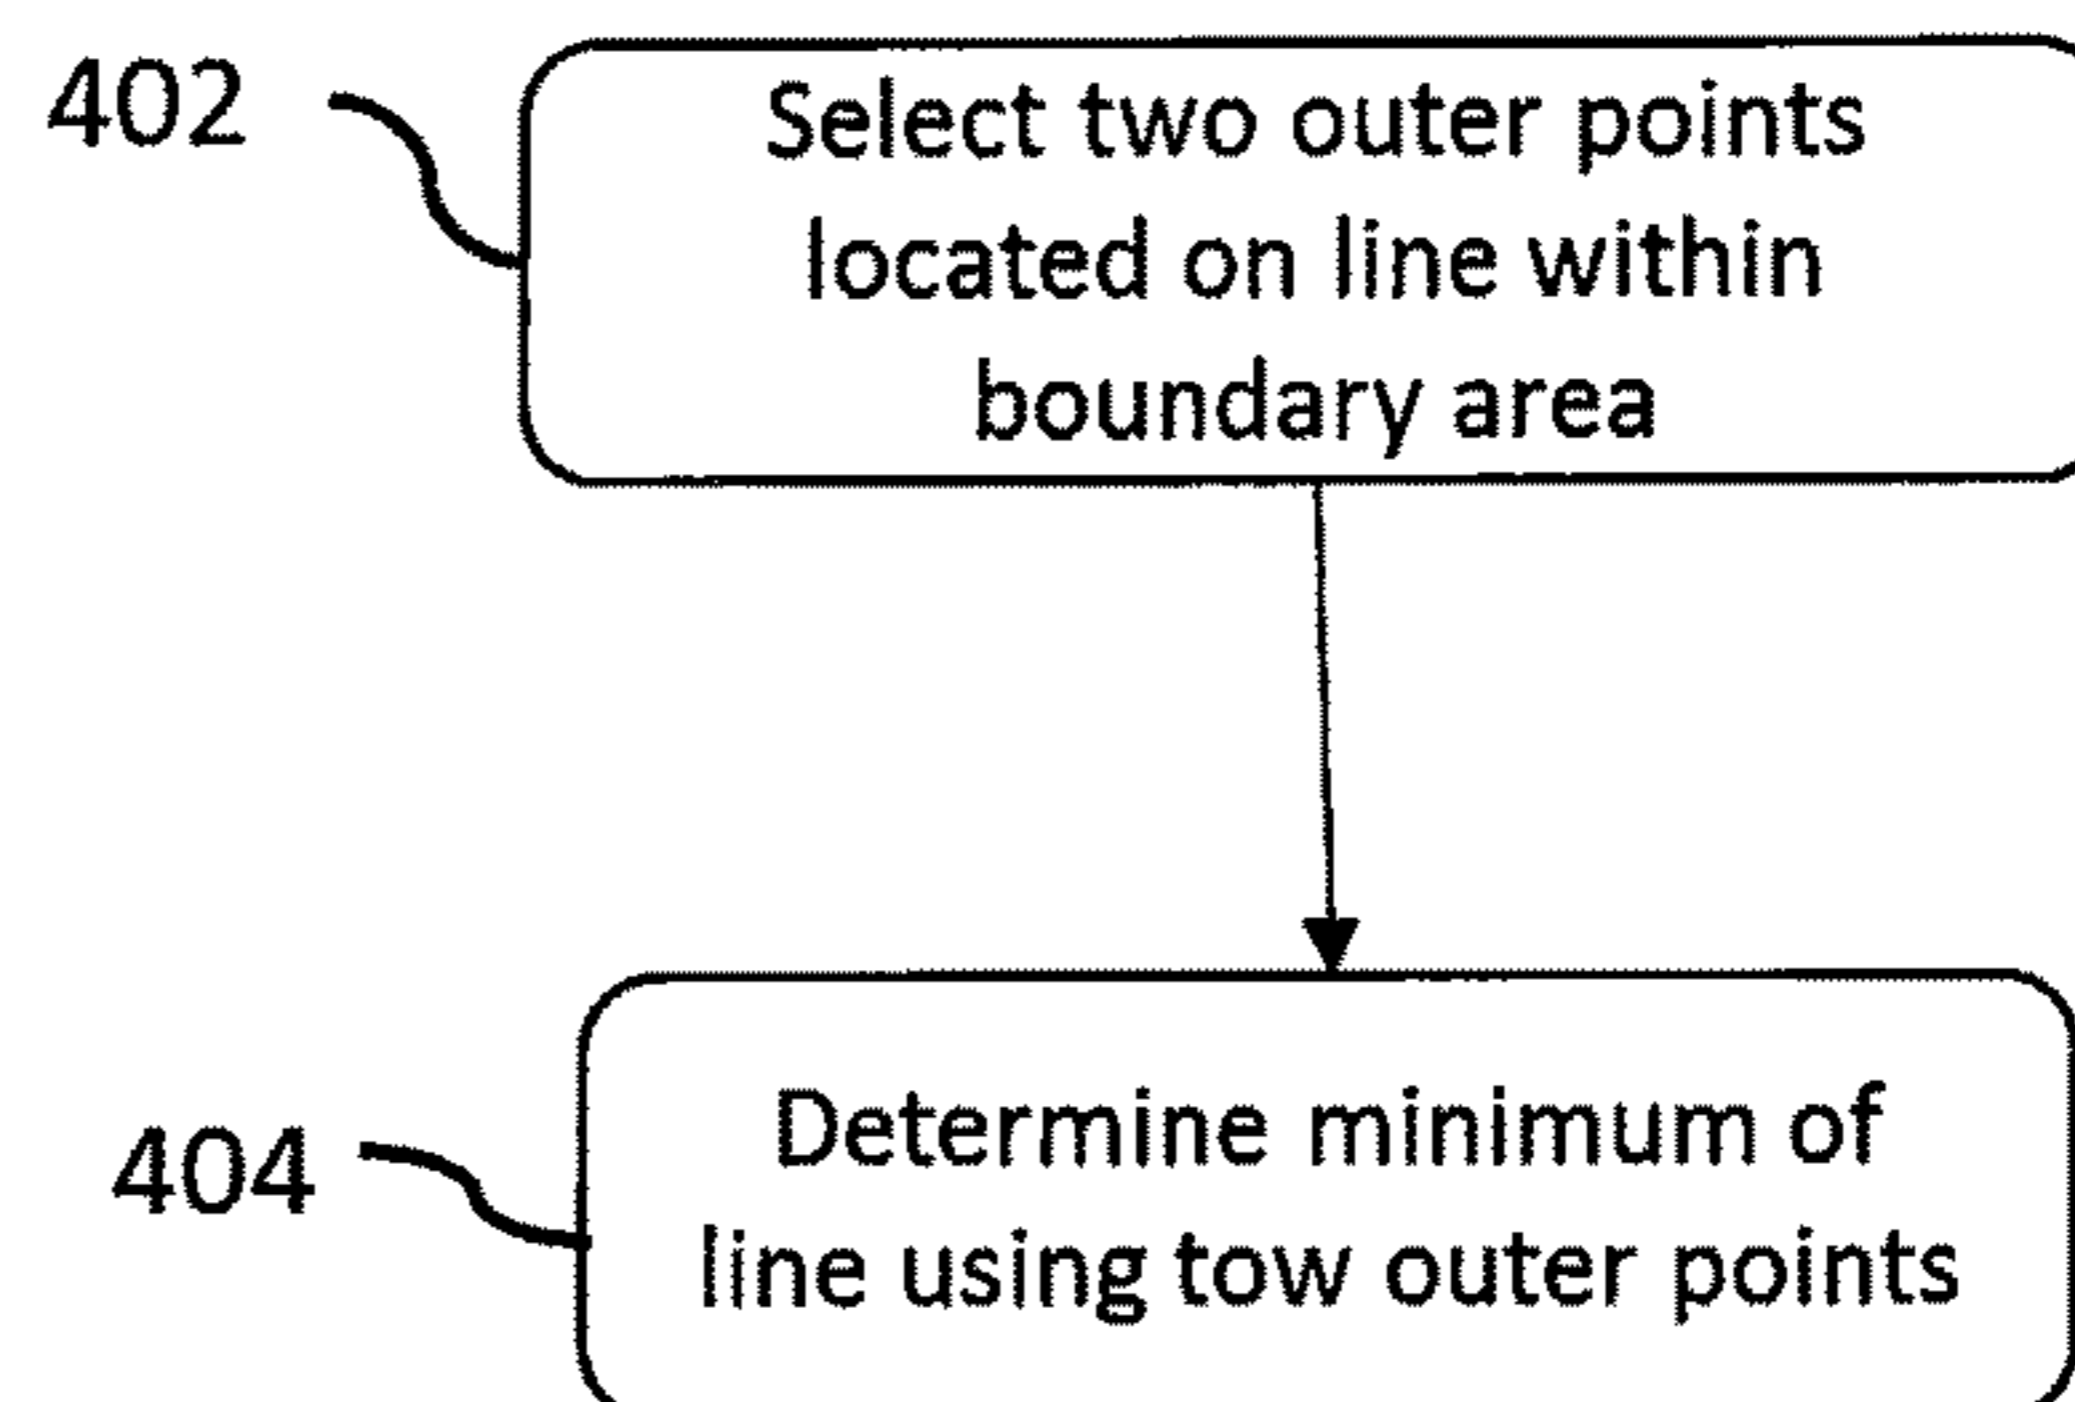 402
Select two outer points
located on line within
boundary area
404
Determine minimum of
line using tow outer points